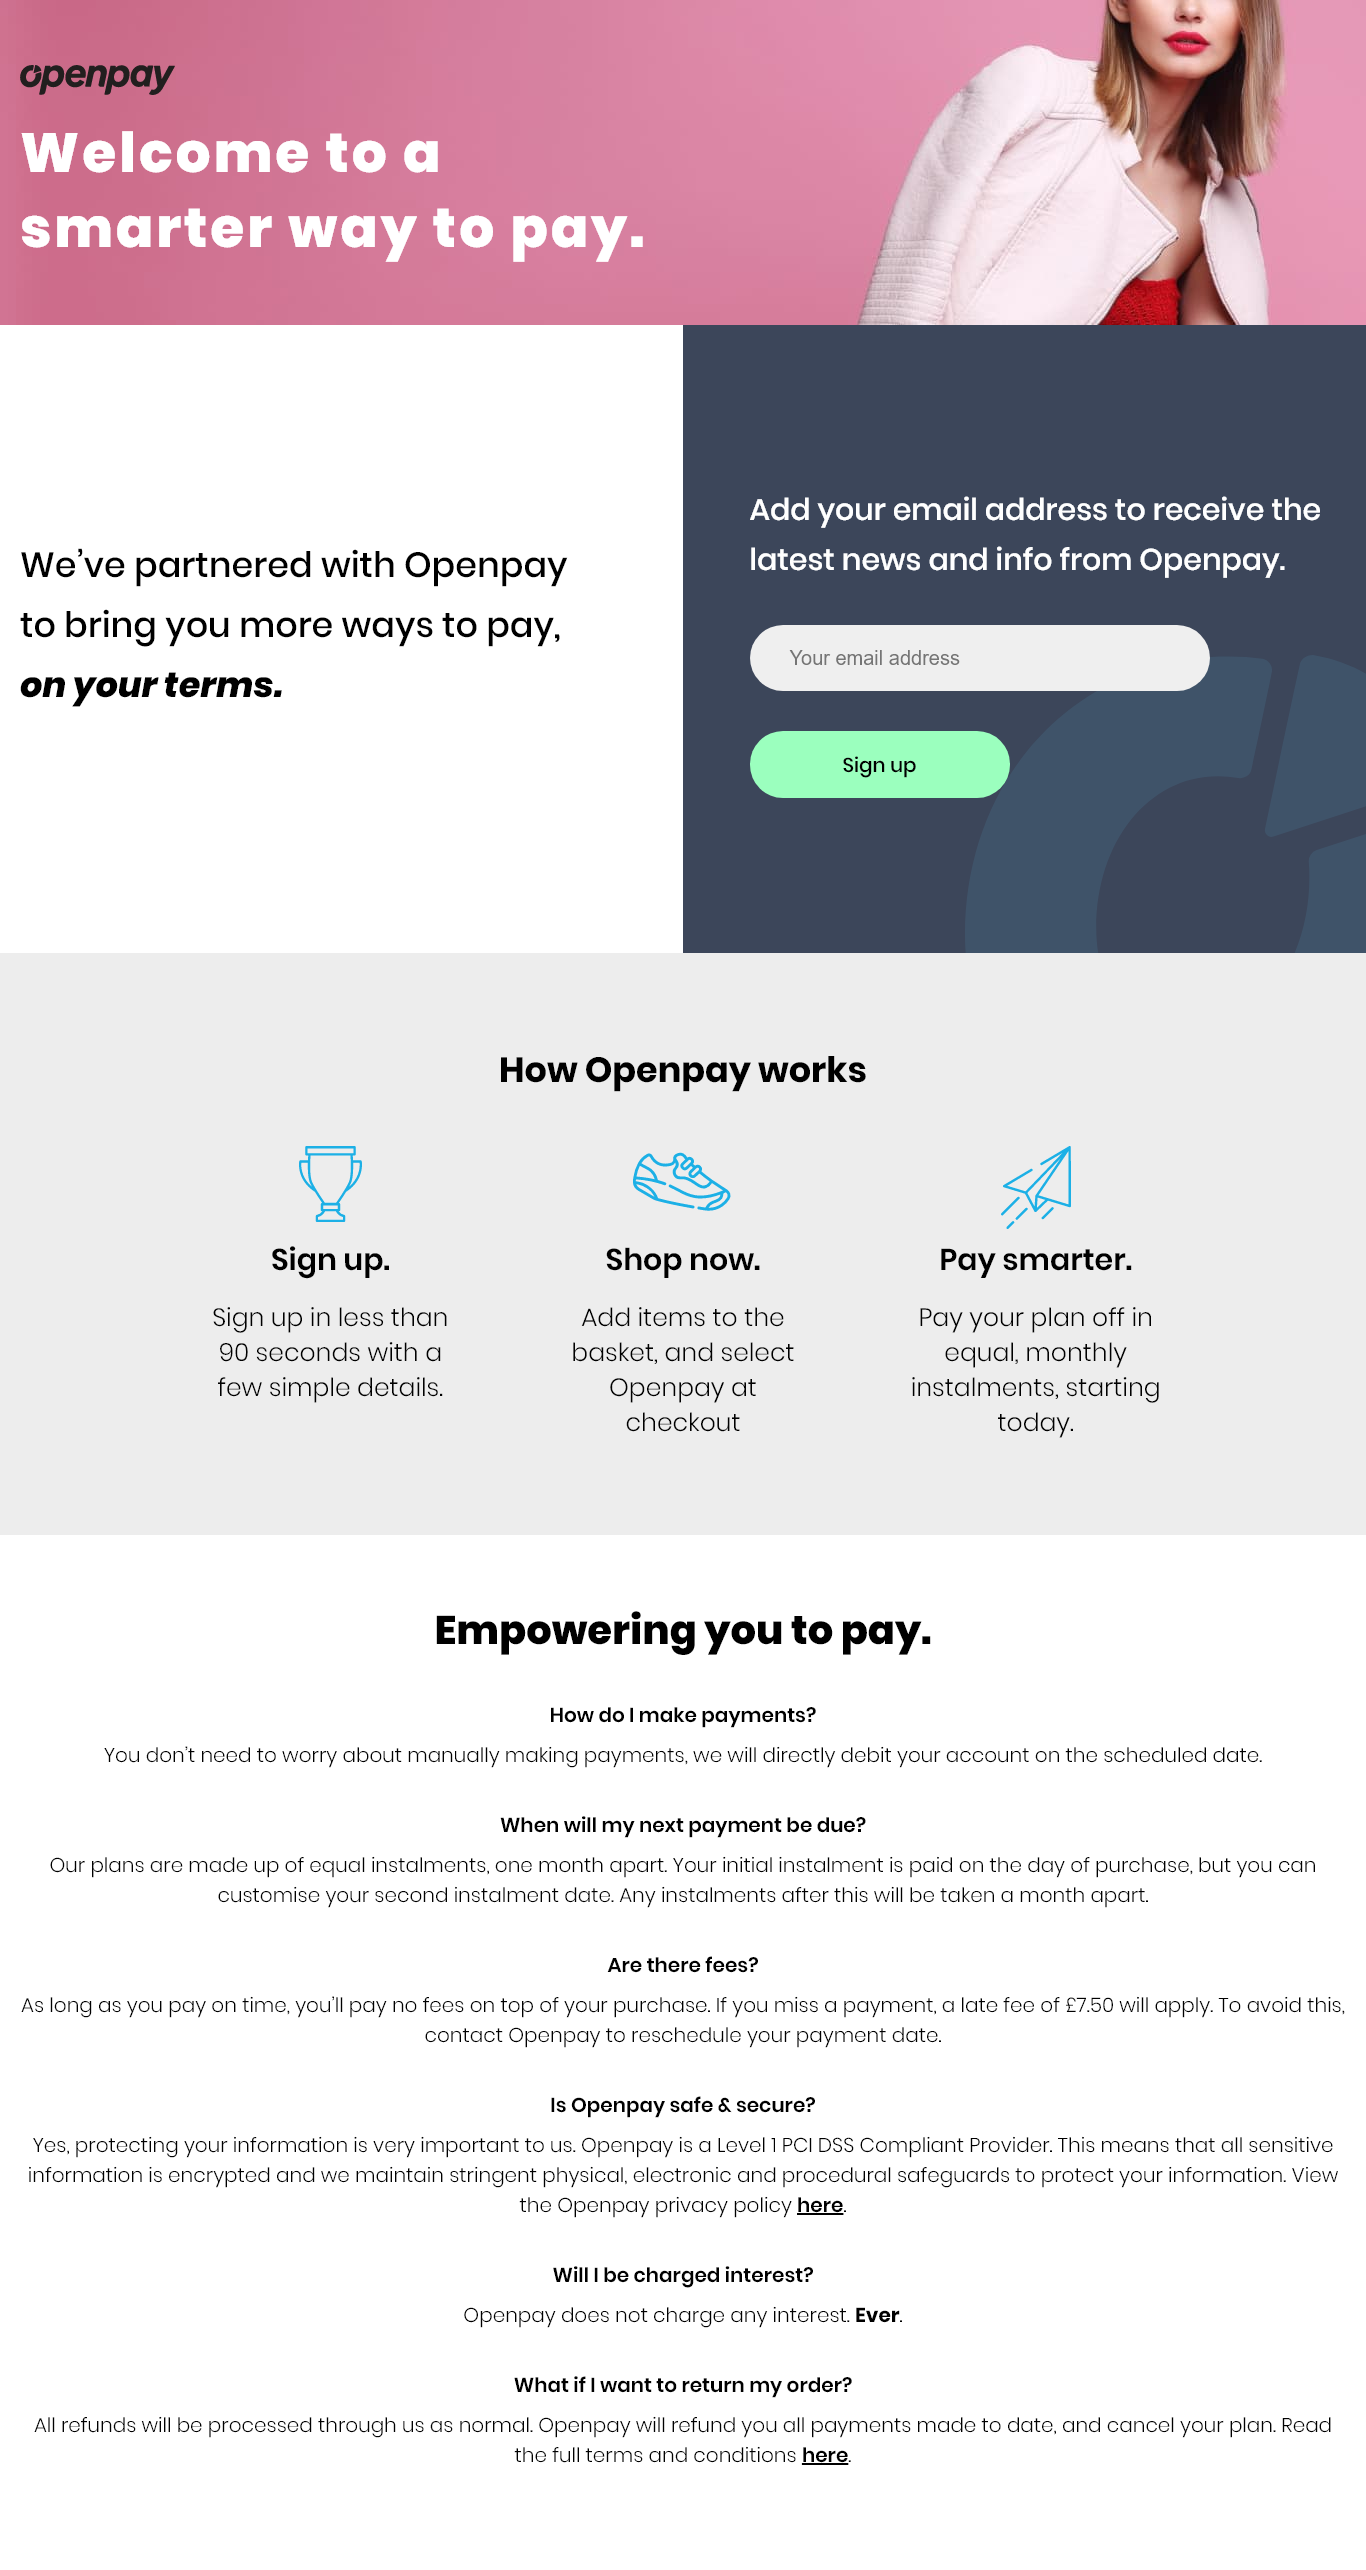 openpay
Welcome to a
smarter way to pay.
We’ve partnered with Openpay
to bring you more ways to pay,
on your terms.
Add your email address to receive the
latest news and info from Openpay.
Your email address
Sign up
How Openpay works
Sign up.
Sign up in less than
90 seconds with a
few simple details.
Shop now.
Add items to the
basket, and select
Openpay at
checkout
Pay smarter.
Pay your plan off in
equal, monthly
instalments, starting
today.
Empowering you to pay.
How do I make payments?
You don’t need to worry about manually making payments, we will directly debit your account on the scheduled date.
When will my next payment be due?
Our plans are made up of equal instalments, one month apart. Your initial instalment is paid on the day of purchase, but you can
customise your second instalment date. Any instalments after this will be taken a month apart.
Are there fees?
As long as you pay on time, you’ll pay no fees on top of your purchase. If you miss a payment, a late fee of £7.50 will apply. To avoid this,
contact Openpay to reschedule your payment date.
Is Openpay safe & secure?
Yes, protecting your information is very important to us. Openpay is a Level 1 PCI DSS Compliant Provider. This means that all sensitive
information is encrypted and we maintain stringent physical, electronic and procedural safeguards to protect your information. View
the Openpay privacy policy here.
Will I be charged interest?
Openpay does not charge any interest. Ever.
What if I want to return my order?
All refunds will be processed through us as normal. Openpay will refund you all payments made to date, and cancel your plan. Read
the full terms and conditions here.